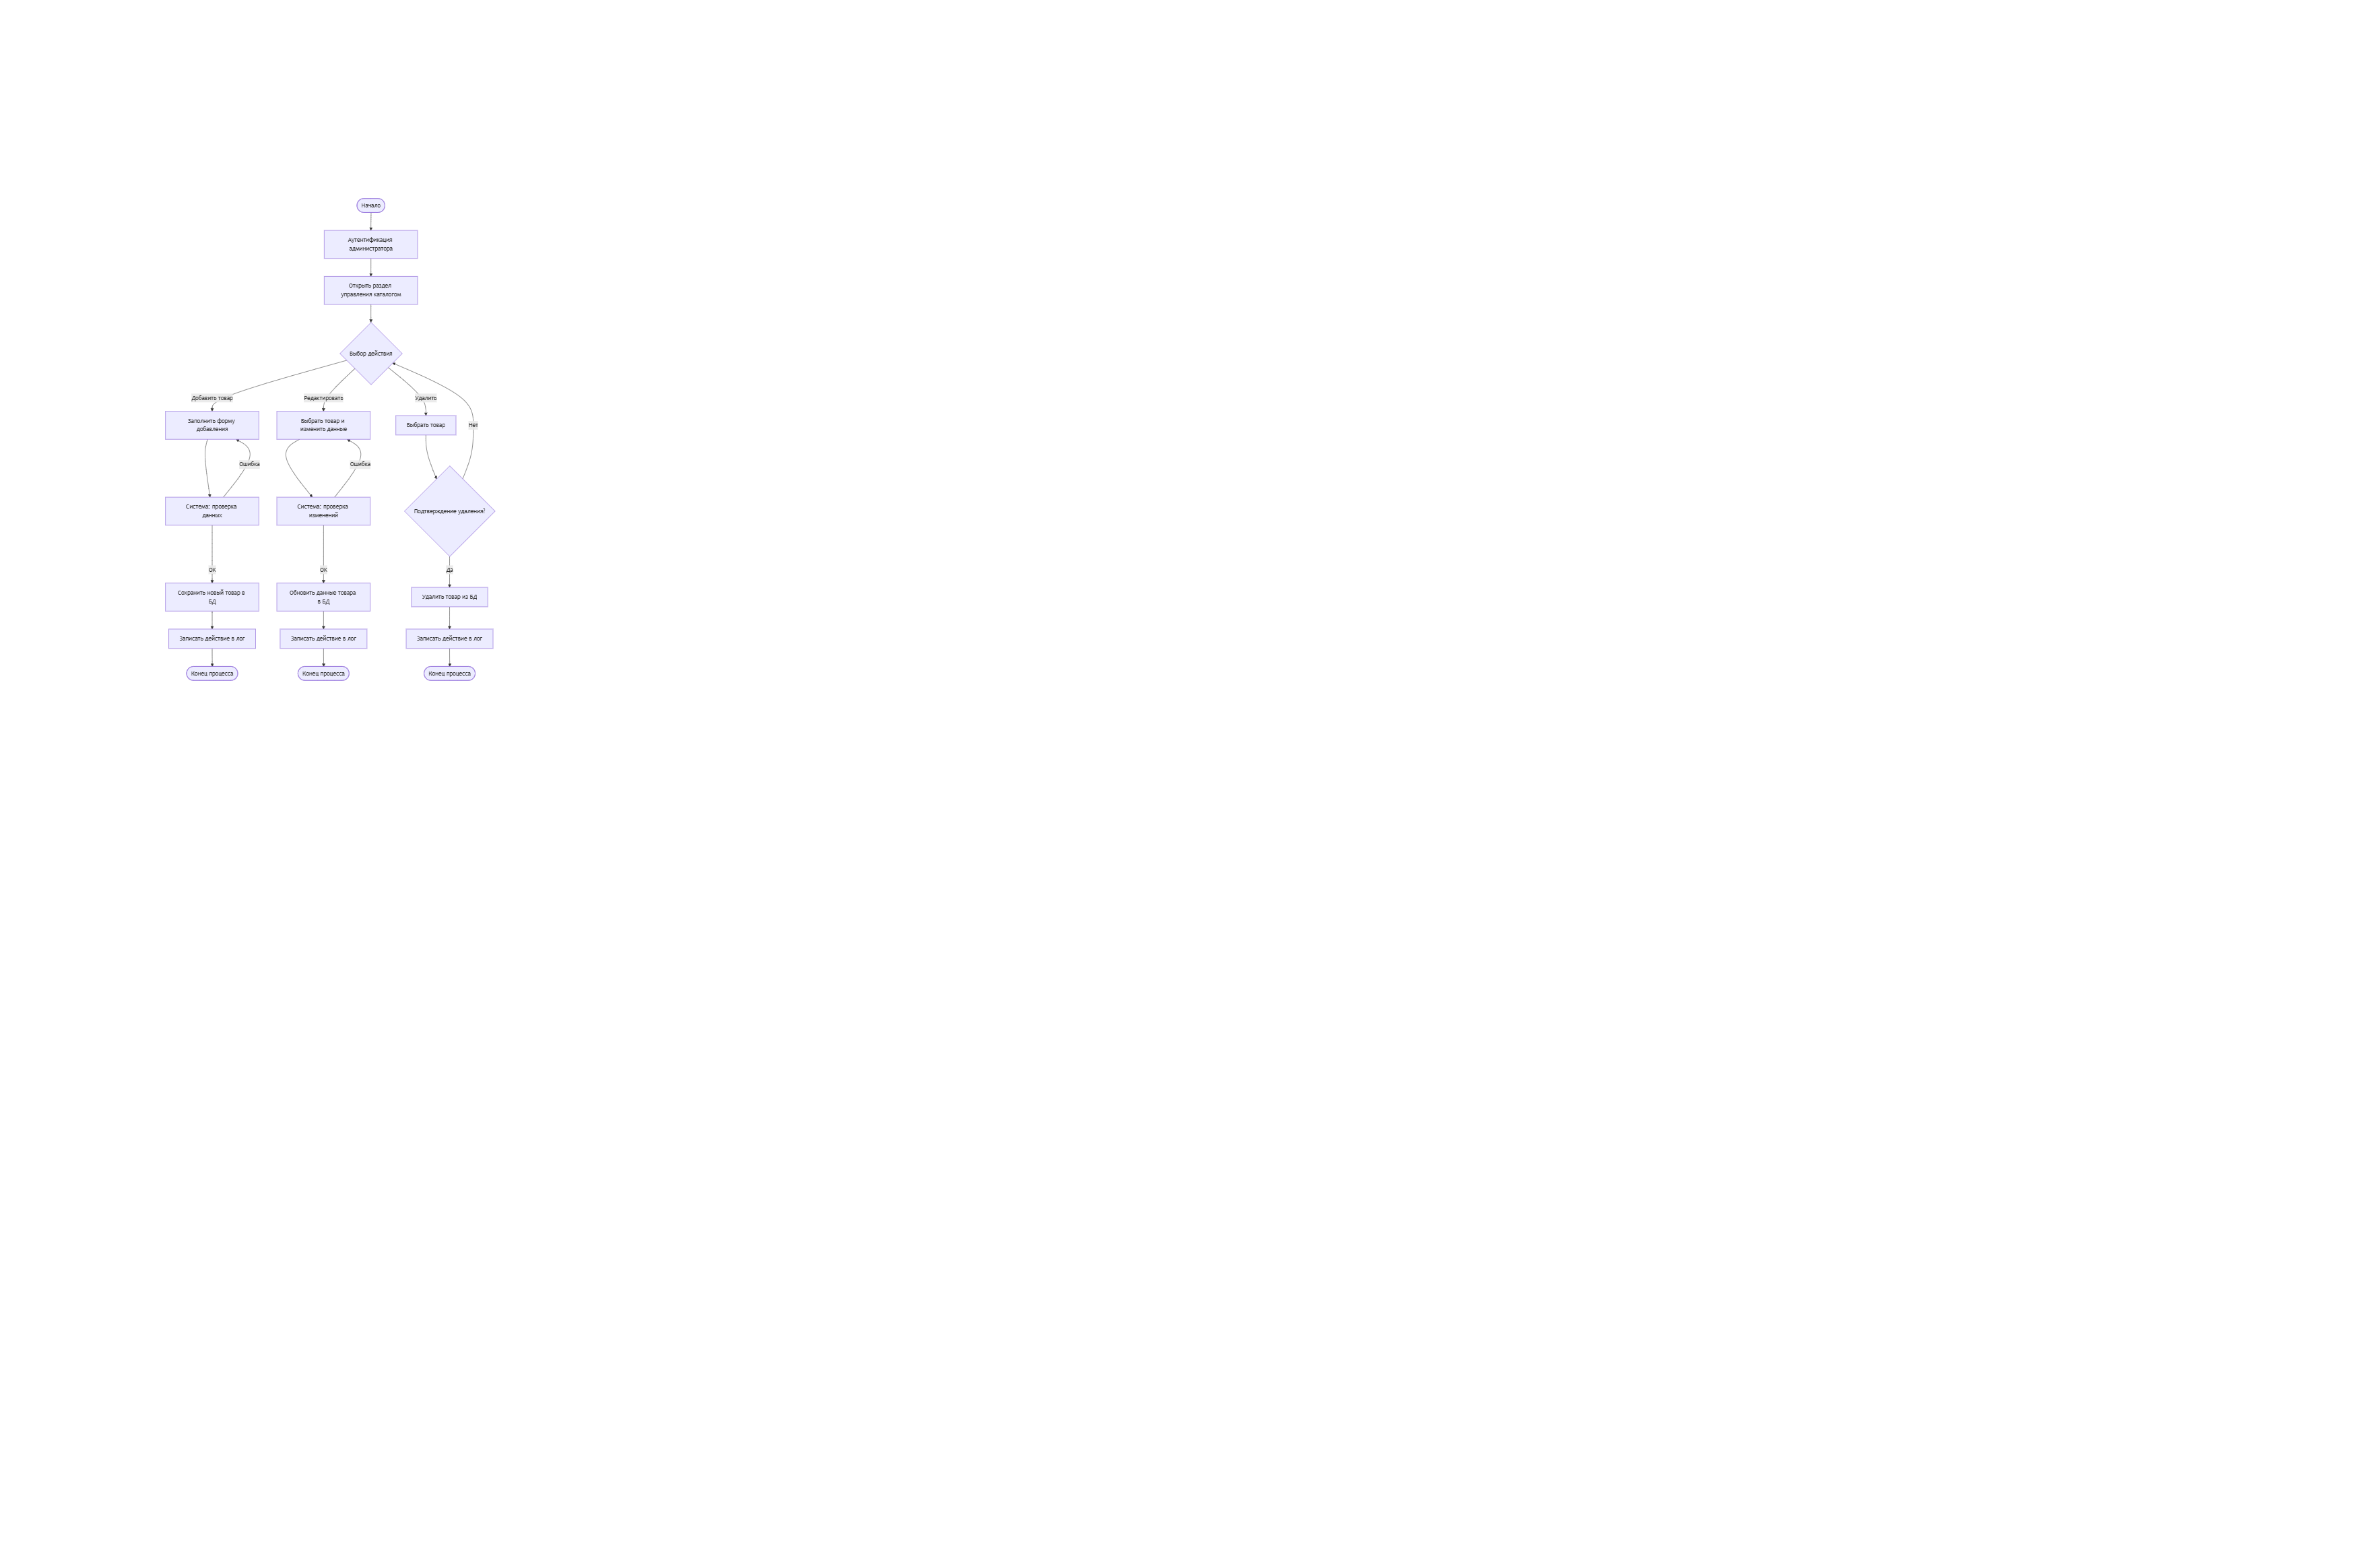 Начало
Аутентификация
администратора
Открыть раздел
управления каталогом
Выбор действия
Добавить товар
Редактировать
Удалить
Заполнить форму
добавления
Выбрать товар и
изменить данные
Выбрать товар
Нет
Ошибка
Ошибка
Система: проверка
данных
Система: проверка
изменений
Подтверждение удаления?
ОК
ОК
Да
Сохранить новый товар в
БД
Обновить данные товара
в БД
Удалить товар из БД
Записать действие в лог
Записать действие в лог
Записать действие в лог
Конец процесса
Конец процесса
Конец процесса